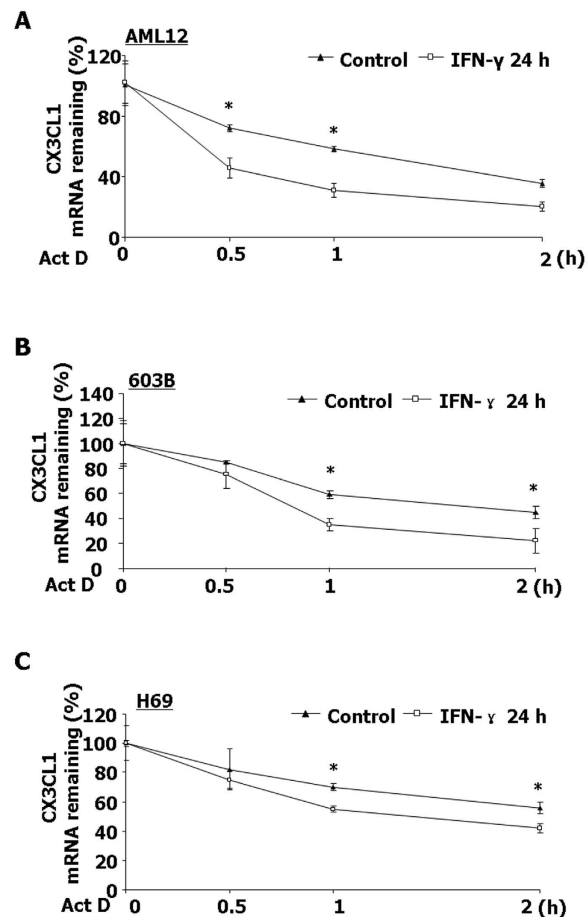 A
AML12
Control IFN-γ 24 h
CX3CL1
mRNA remaining (%)
120
80
40
0
Act D 0 0.5 1 2 (h)
*
*
B
603B
Control IFN- ɣ 24 h
CX3CL1
mRNA remaining (%)
140
120
100
80
60
40
20
0
Act D 0 0.5 1 2 (h)
*
*
C
H69
Control IFN- ɣ 24 h
CX3CL1
mRNA remaining (%)
120
100
80
60
40
20
0
Act D 0 0.5 1 2 (h)
*
*